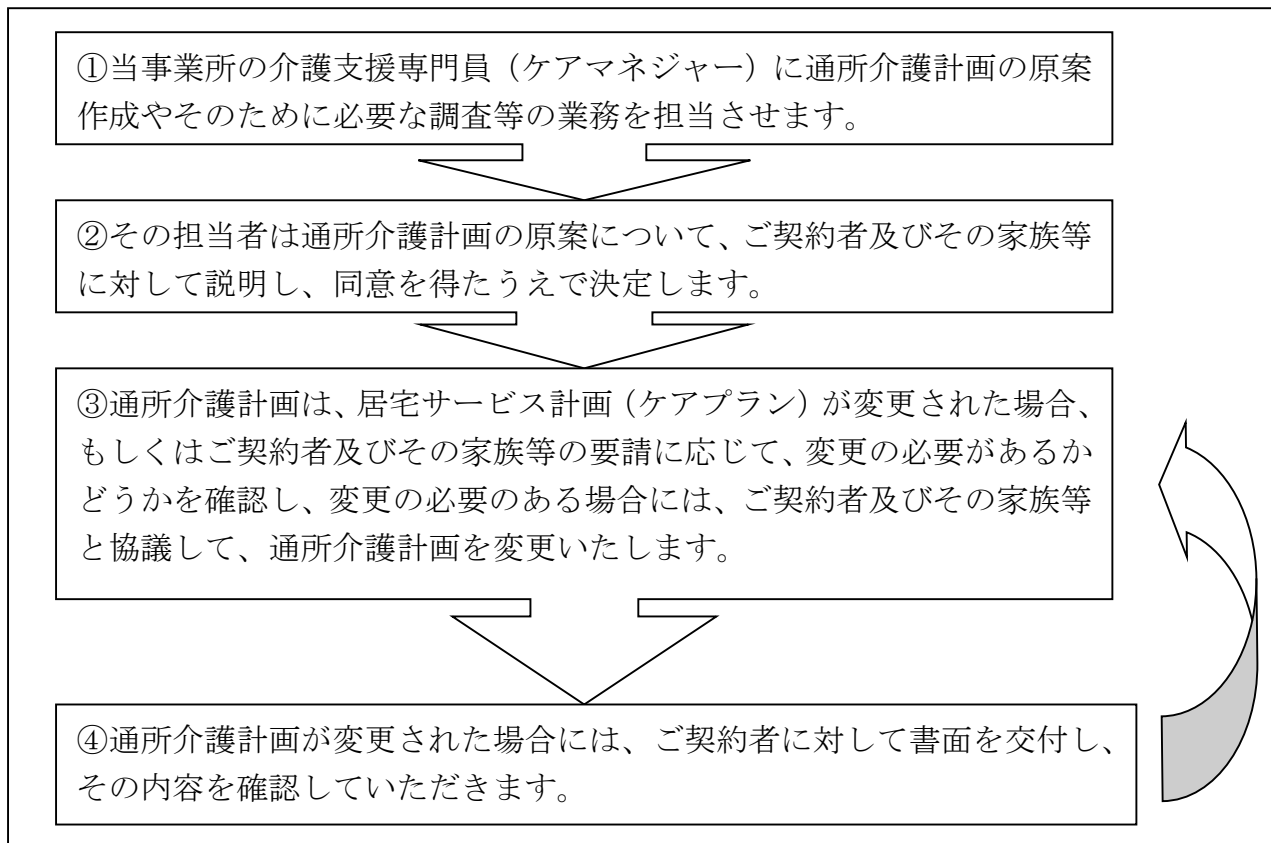 ①当事業所の介護支援専門員（ケアマネジャー）に通所介護計画の原案
作成やそのために必要な調査等の業務を担当させます。
②その担当者は通所介護計画の原案について、ご契約者及びその家族等
に対して説明し、同意を得たうえで決定します。
③通所介護計画は、居宅サービス計画（ケアプラン）が変更された場合、
もしくはご契約者及びその家族等の要請に応じて、変更の必要があるか
どうかを確認し、変更の必要のある場合には、ご契約者及びその家族等
と協議して、通所介護計画を変更いたします。
④通所介護計画が変更された場合には、ご契約者に対して書面を交付し、
その内容を確認していただきます。